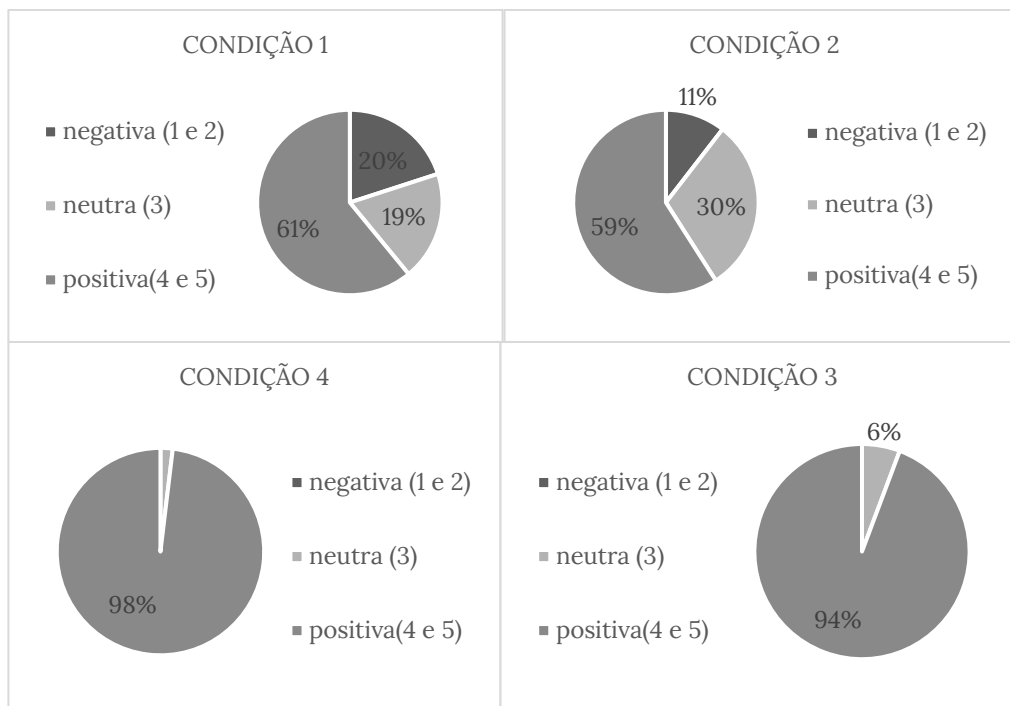 CONDIÇÃO 1
negativa (1 e 2)
neutra (3)
positiva(4 e 5)
20%
19%
61%
CONDIÇÃO 2
11%
30%
59%
negativa (1 e 2)
neutra (3)
positiva(4 e 5)
CONDIÇÃO 4
98%
negativa (1 e 2)
neutra (3)
positiva(4 e 5)
CONDIÇÃO 3
negativa (1 e 2)
neutra (3)
positiva(4 e 5)
6%
94%